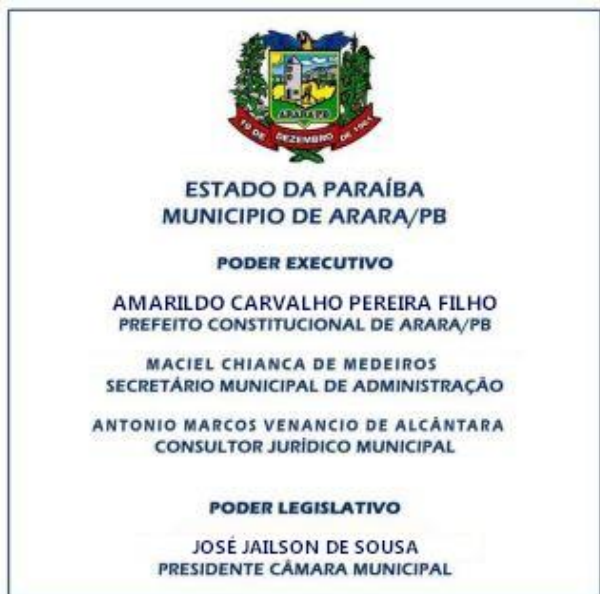 ARARA/PB
19 DE DEZEMBRO DE 1961
ESTADO DA PARAÍBA
MUNICIPIO DE ARARA/PB
PODER EXECUTIVO
AMARILDO CARVALHO PEREIRA FILHO
PREFEITO CONSTITUCIONAL DE ARARA/PB
MACIEL CHIANCA DE MEDEIROS
SECRETÁRIO MUNICIPAL DE ADMINISTRAÇÃO
ANTONIO MARCOS VENANCIO DE ALCÂNTARA
CONSULTOR JURÍDICO MUNICIPAL
PODER LEGISLATIVO
JOSÉ JAILSON DE SOUSA
PRESIDENTE CÂMARA MUNICIPAL